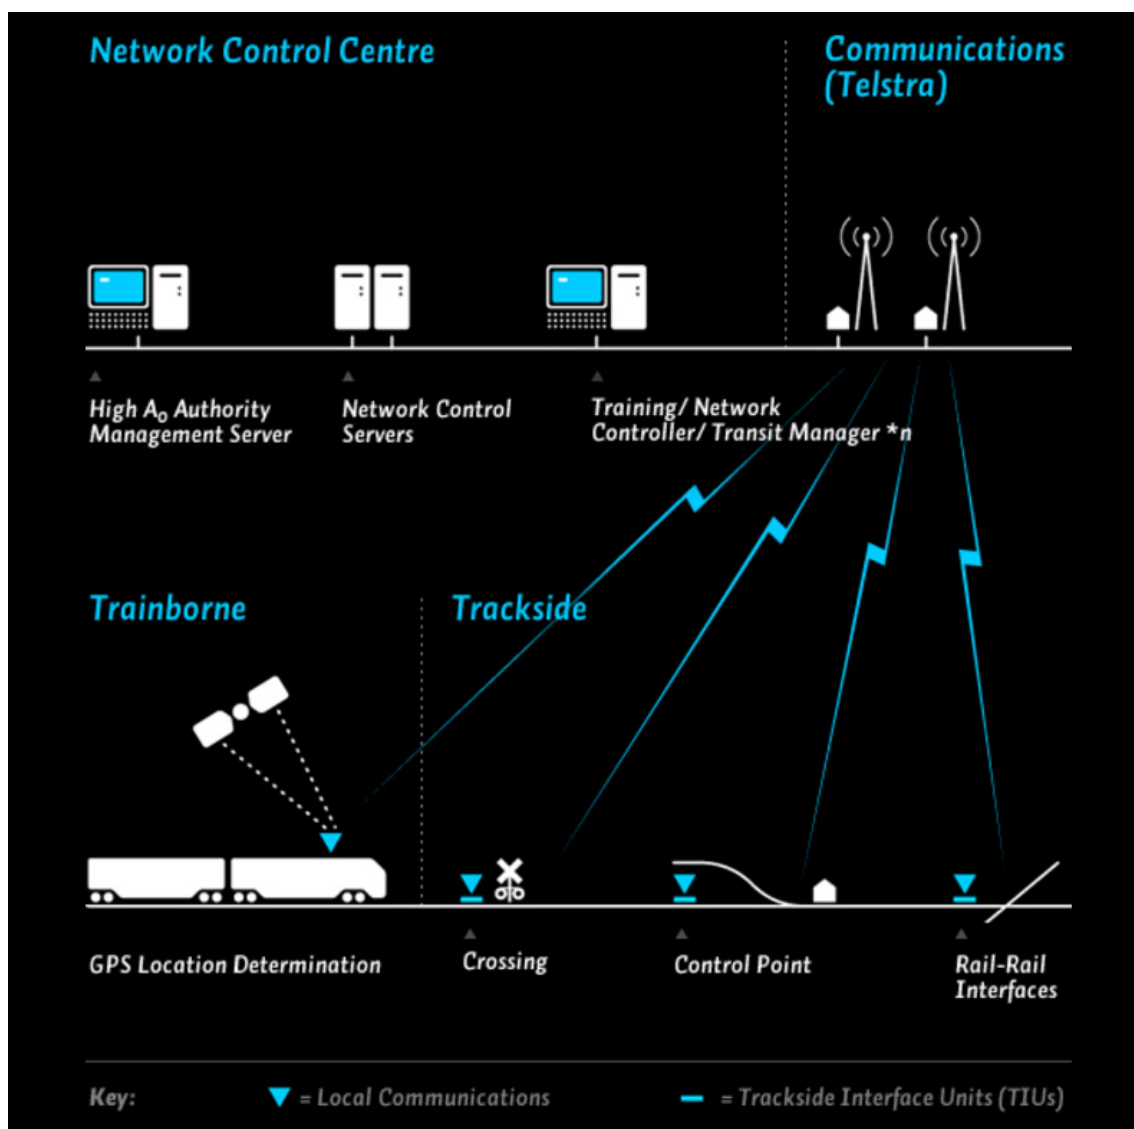 Network Control Centre
Communications
(Telstra)
High A₀ Authority
Management Server
Network Control
Servers
Training/ Network
Controller/ Transit Manager *n
Trainborne
Trackside
GPS Location Determination
Crossing
Control Point
Rail-Rail
Interfaces
Key:
= Local Communications
= Trackside Interface Units (TIUs)